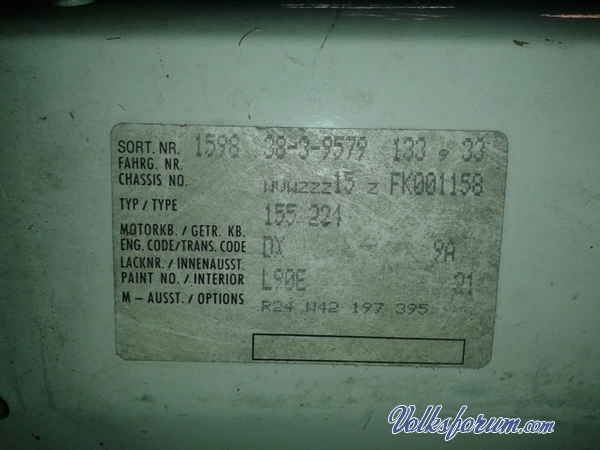 SORT. NR. 1598 38-3-9579 133 9 33
FAHRG. NR.
CHASSIS NO. WVWZZZ15 Z FK001158
TYP / TYPE 155 224
MOTORKB. / GETR. KB.
ENG. CODE/TRANS. CODE DX 9A
LACKNR. / INNENAUSST.
PAINT NO. / INTERIOR L90E 21
M – AUSST. / OPTIONS R24 W42 197 395
Volksforum.com